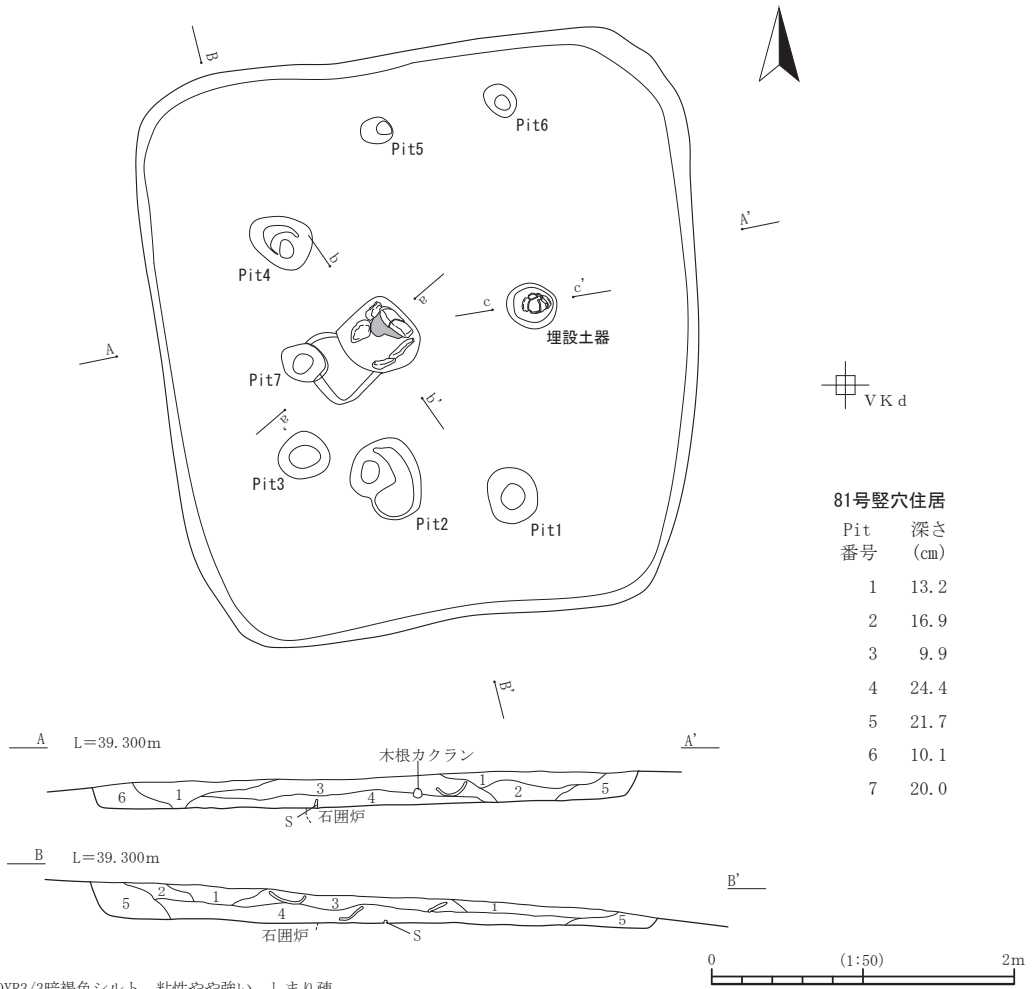 B
Pit6
Pit5
A'
Pit4
b
a
c
c'
埋設土器
A
Pit7
b'
VKd
a'
Pit3
Pit2
Pit1
81号竪穴住居
Pit 深さ
番号 (cm)
1 13.2
2 16.9
3 9.9
4 24.4
5 21.7
6 10.1
7 20.0
B'
A L=39.300m 木根カクラン A'
6 1 3 4 1 2 5
S 石囲炉
B L=39.300m B'
5 2 1 4 3 1 5
石囲炉 S
0 (1:50) 2m